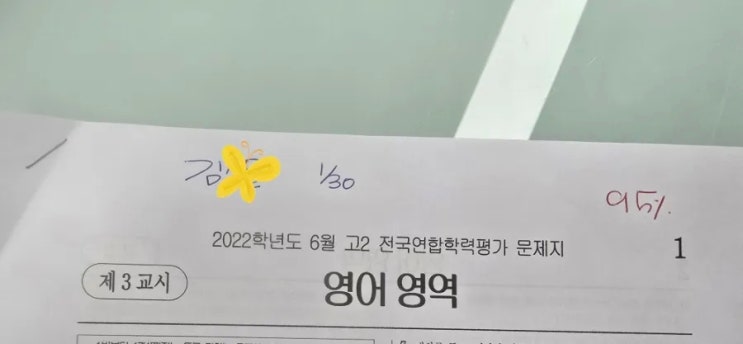 김 1/30
95%
2022학년도 6월 고2 전국연합학력평가 문제지 1
제3교시
영어 영역